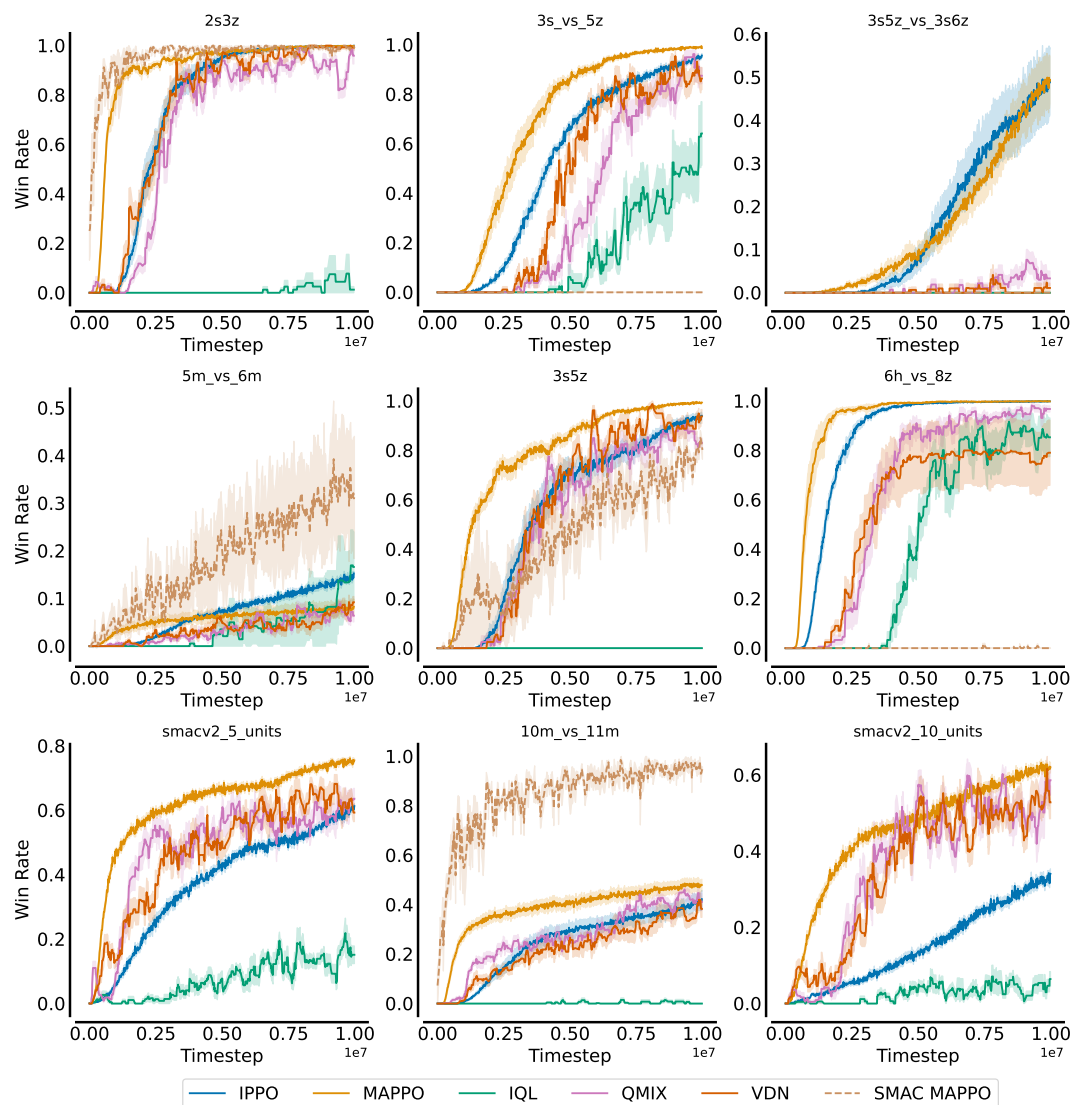 2s3z
3s_vs_5z
3s5z_vs_3s6z
Win Rate
1.0
0.8
0.6
0.4
0.2
0.0
1.0
0.8
0.6
0.4
0.2
0.0
0.6
0.5
0.4
0.3
0.2
0.1
0.0
0.00 0.25 0.50 0.75 1.00
0.00 0.25 0.50 0.75 1.00
0.00 0.25 0.50 0.75 1.00
Timestep 1e7
Timestep 1e7
Timestep 1e7
5m_vs_6m
3s5z
6h_vs_8z
Win Rate
0.5
0.4
0.3
0.2
0.1
0.0
1.0
0.8
0.6
0.4
0.2
0.0
1.0
0.8
0.6
0.4
0.2
0.0
0.00 0.25 0.50 0.75 1.00
0.00 0.25 0.50 0.75 1.00
0.00 0.25 0.50 0.75 1.00
Timestep 1e7
Timestep 1e7
Timestep 1e7
smacv2_5_units
10m_vs_11m
smacv2_10_units
Win Rate
0.8
0.6
0.4
0.2
0.0
1.0
0.8
0.6
0.4
0.2
0.0
0.6
0.4
0.2
0.0
0.00 0.25 0.50 0.75 1.00
0.00 0.25 0.50 0.75 1.00
0.00 0.25 0.50 0.75 1.00
Timestep 1e7
Timestep 1e7
Timestep 1e7
IPPO MAPPO IQL QMIX VDN SMAC MAPPO